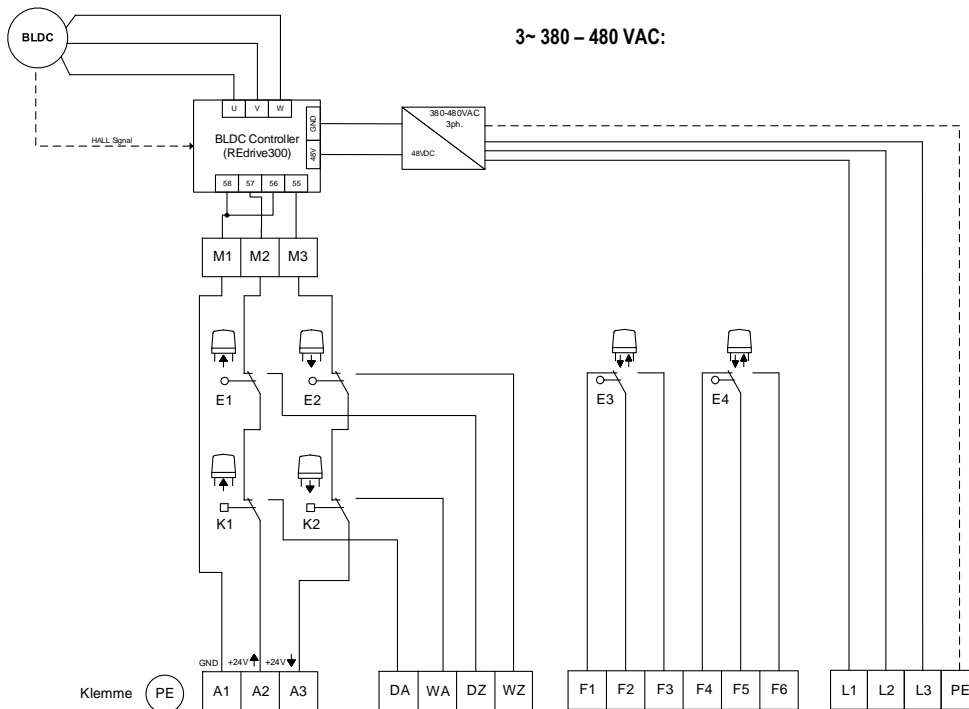 3~ 380 – 480 VAC:
BLDC
U V W
BLDC Controller
(REdrive300)
GND
48V
380-480VAC
3ph.
48VDC
HALL Signal
58 57 56 55
M1 M2 M3
E1 E2 E3 E4
K1 K2
GND +24V +24V
Klemme PE A1 A2 A3 DA WA DZ WZ F1 F2 F3 F4 F5 F6 L1 L2 L3 PE